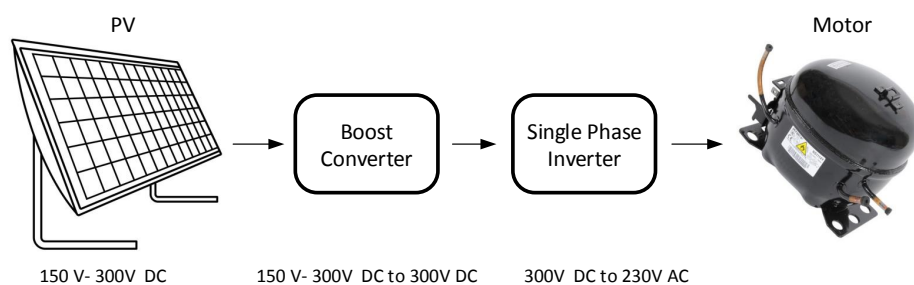 PV
Motor
Boost
Converter
Single Phase
Inverter
150 V- 300V DC
150 V- 300V DC to 300V DC
300V DC to 230V AC